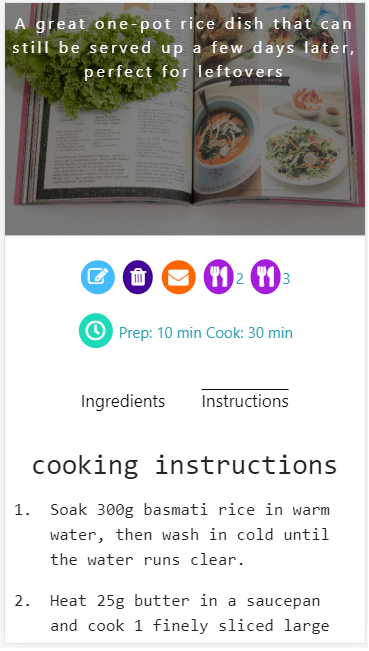 A great one-pot rice dish that can
still be served up a few days later,
perfect for leftovers
2 3
Prep: 10 min Cook: 30 min
Ingredients Instructions
cooking instructions
1. Soak 300g basmati rice in warm
water, then wash in cold until
the water runs clear.
2. Heat 25g butter in a saucepan
and cook 1 finely sliced large